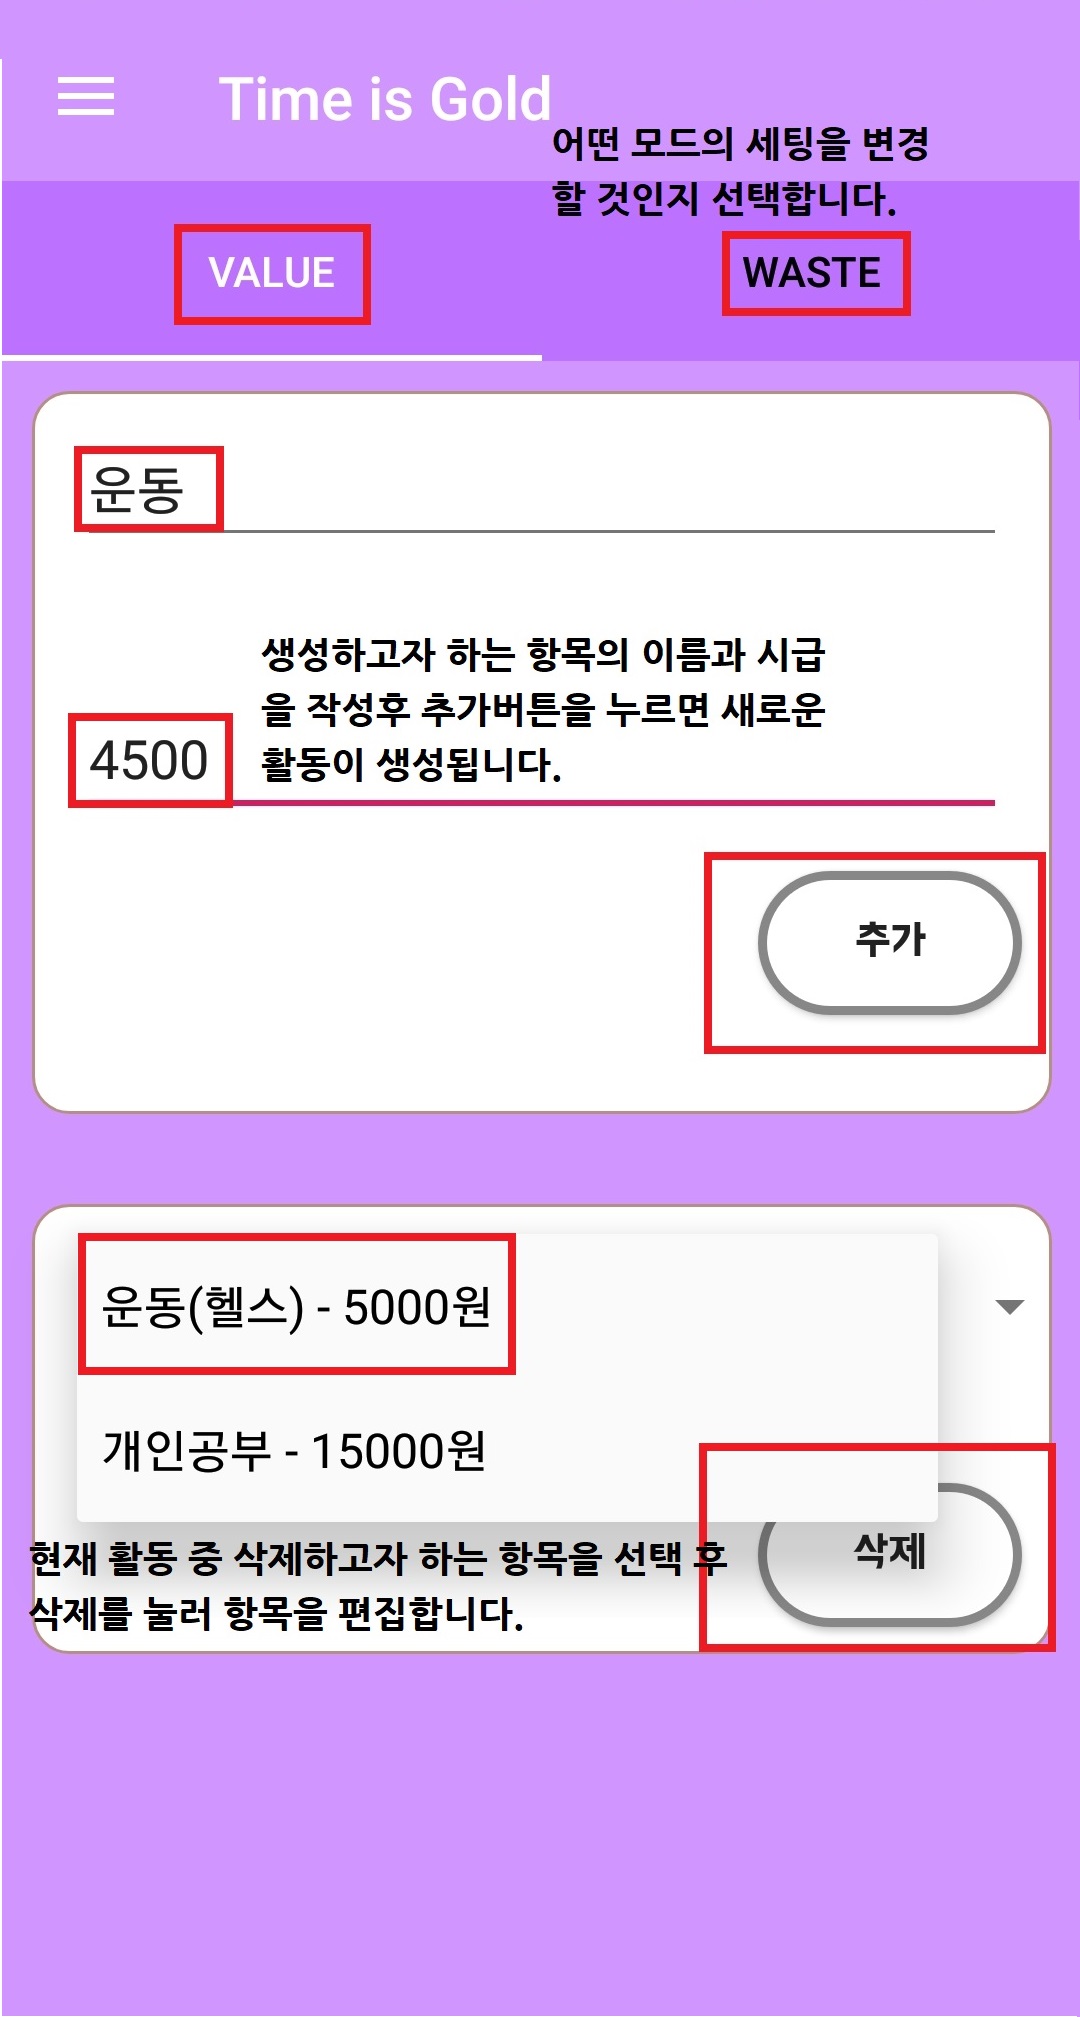 Time is Gold
어떤 모드의 세팅을 변경
할 것인지 선택합니다.
VALUE
WASTE
운동
생성하고자 하는 항목의 이름과 시급
을 작성후 추가버튼을 누르면 새로운
활동이 생성됩니다.
4500
추가
운동(헬스) - 5000원
개인공부 - 15000원
현재 활동 중 삭제하고자 하는 항목을 선택 후
삭제를 눌러 항목을 편집합니다.
삭제